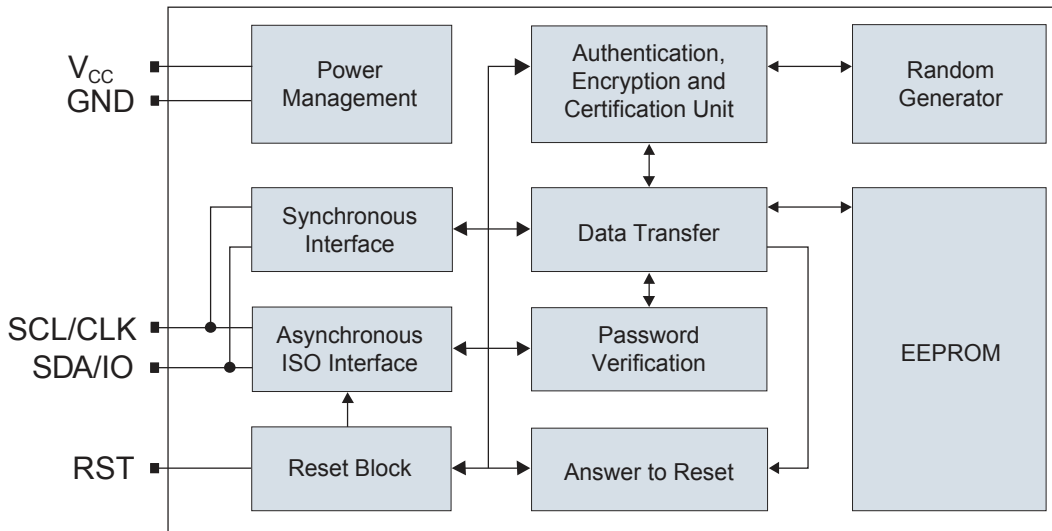 V_CC
GND
Power
Management
Authentication,
Encryption and
Certification Unit
Random
Generator
Synchronous
Interface
Data Transfer
SCL/CLK
SDA/IO
Asynchronous
ISO Interface
Password
Verification
EEPROM
RST
Reset Block
Answer to Reset